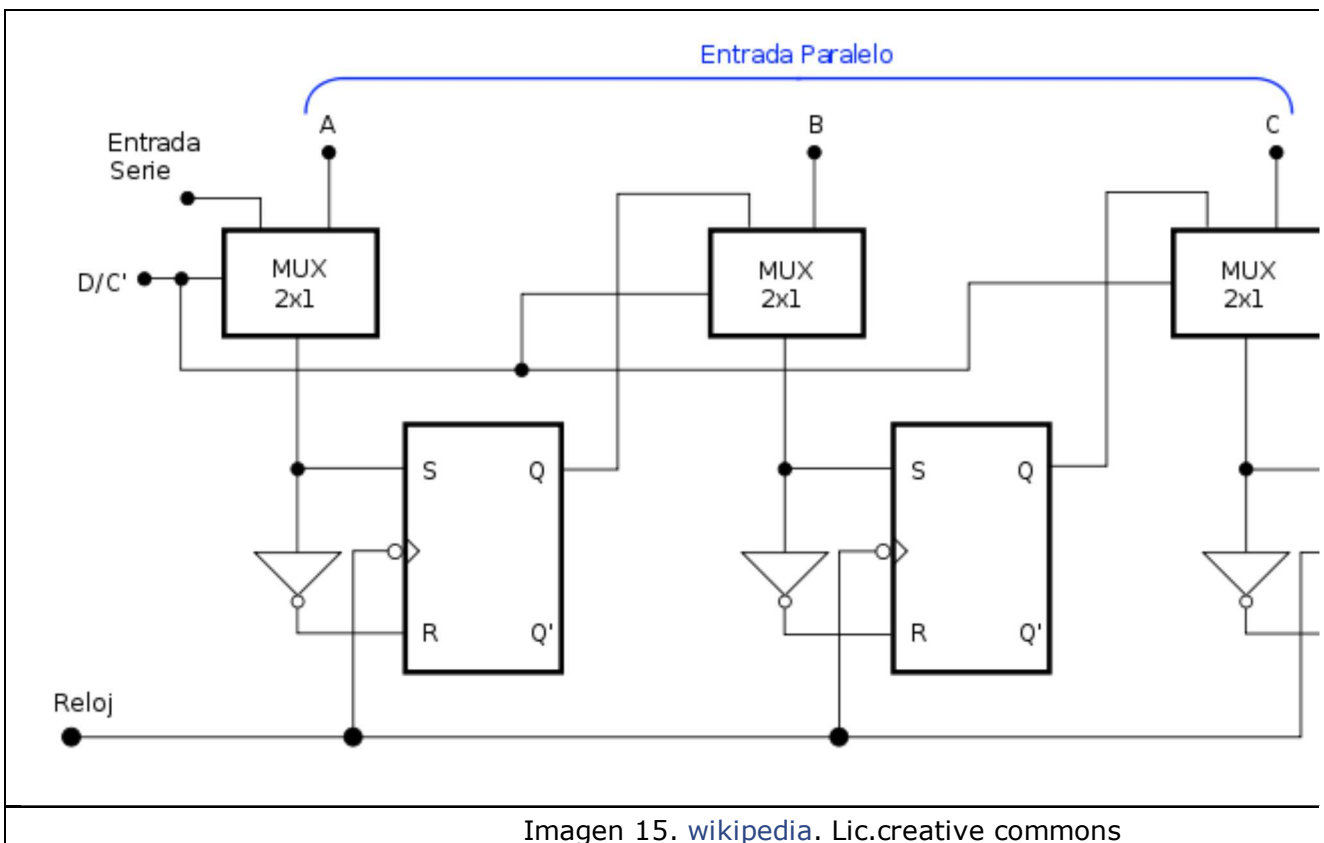 Entrada Paralelo
A
B
C
Entrada
Serie
D/C'
MUX
2x1
MUX
2x1
MUX
2x1
S
Q
S
Q
R
Q'
R
Q'
Reloj
Imagen 15. wikipedia. Lic.creative commons